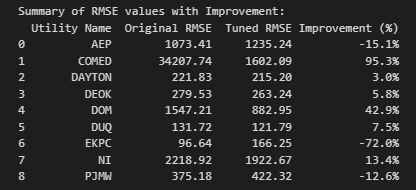 Summary of RMSE values with Improvement:
Utility Name Original RMSE Tuned RMSE Improvement (%)
0 AEP 1073.41 1235.24 -15.1%
1 COMED 34207.74 1602.09 95.3%
2 DAYTON 221.83 215.20 3.0%
3 DEOK 279.53 263.24 5.8%
4 DOM 1547.21 882.95 42.9%
5 DUQ 131.72 121.79 7.5%
6 EKPC 96.64 166.25 -72.0%
7 NI 2218.92 1922.67 13.4%
8 PJMW 375.18 422.32 -12.6%